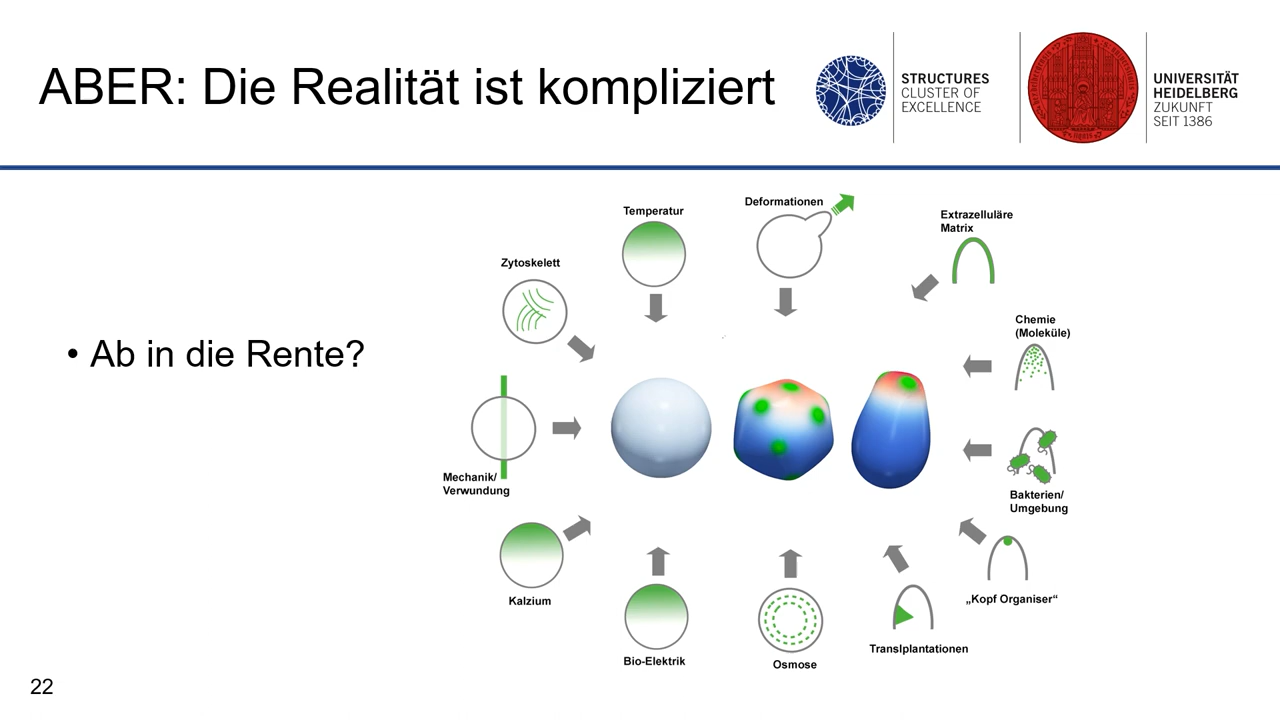 ABER: Die Realität ist kompliziert
STRUCTURES
CLUSTER OF
EXCELLENCE
UNIVERSITÄT
HEIDELBERG
ZUKUNFT
SEIT 1386
• Ab in die Rente?
Temperatur
Deformationen
Extrazelluläre
Matrix
Zytoskelett
Chemie
(Moleküle)
Mechanik/
Verwundung
Bakterien/
Umgebung
Kalzium
„Kopf Organiser“
Bio-Elektrik
Osmose
Translplantationen
22